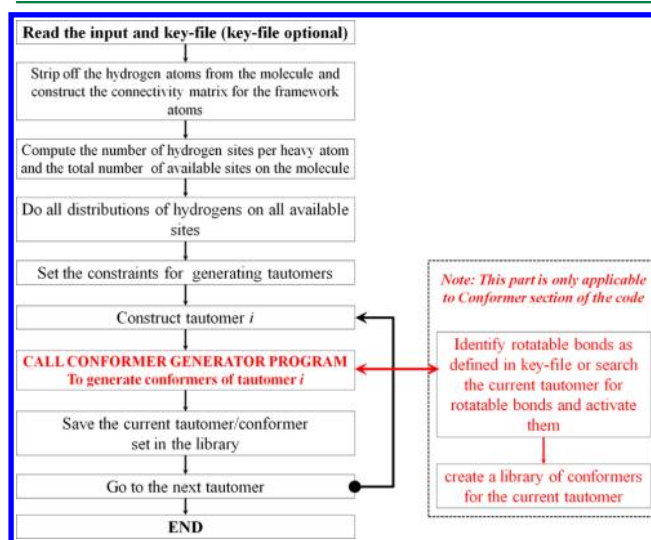 Read the input and key-file (key-file optional)
Strip off the hydrogen atoms from the molecule and
construct the connectivity matrix for the framework
atoms
Compute the number of hydrogen sites per heavy atom
and the total number of available sites on the molecule
Do all distributions of hydrogens on all available
sites
Set the constraints for generating tautomers
Construct tautomer i
CALL CONFORMER GENERATOR PROGRAM
To generate conformers of tautomer i
Save the current tautomer/conformer
set in the library
Go to the next tautomer
END
Note: This part is only applicable
to Conformer section of the code
Identify rotatable bonds as
defined in key-file or search
the current tautomer for
rotatable bonds and activate
them
create a library of conformers
for the current tautomer